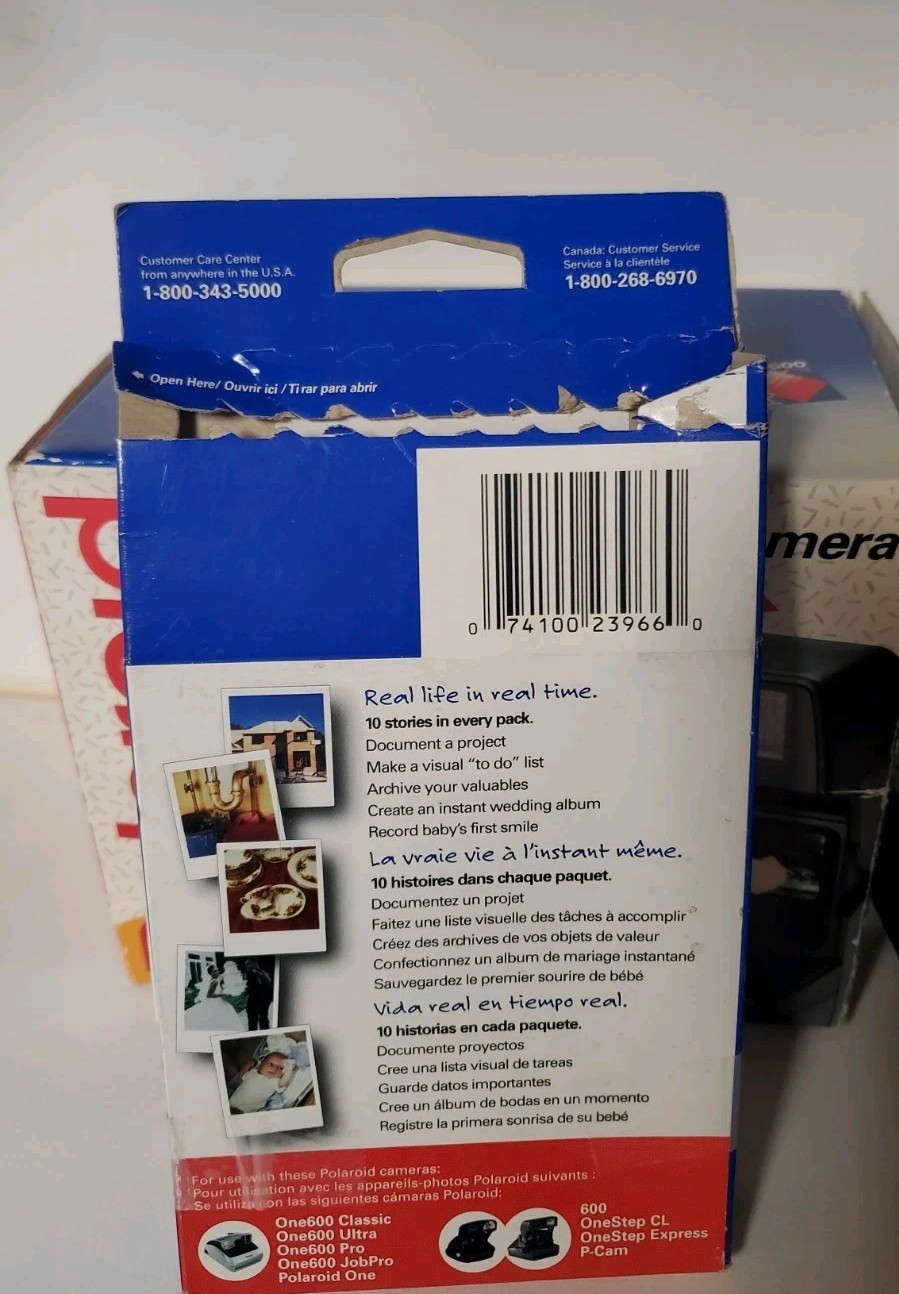 Customer Care Center
from anywhere in the U.S.A.
1-800-343-5000
Canada: Customer Service
Service à la clientèle
1-800-268-6970
Open Here/ Ouvrir ici / Tirar para abrir
0 74100 23966 0
Real life in real time.
10 stories in every pack.
Document a project
Make a visual “to do” list
Archive your valuables
Create an instant wedding album
Record baby’s first smile
La vraie vie à l’instant même.
10 histoires dans chaque paquet.
Documentez un projet
Faitez une liste visuelle des tâches à accomplir
Créez des archives de vos objets de valeur
Confectionnez un album de mariage instantané
Sauvegardez le premier sourire de bébé
Vida real en tiempo real.
10 historias en cada paquete.
Documente proyectos
Cree una lista visual de tareas
Guarde datos importantes
Cree un álbum de bodas en un momento
Registre la primera sonrisa de su bebé
For use with these Polaroid cameras:
Pour utilisation avec les appareils-photos Polaroid suivants :
Se utiliza con las siguientes cámaras Polaroid:
One600 Classic
One600 Ultra
One600 Pro
One600 JobPro
Polaroid One
600
OneStep CL
OneStep Express
P-Cam
mera